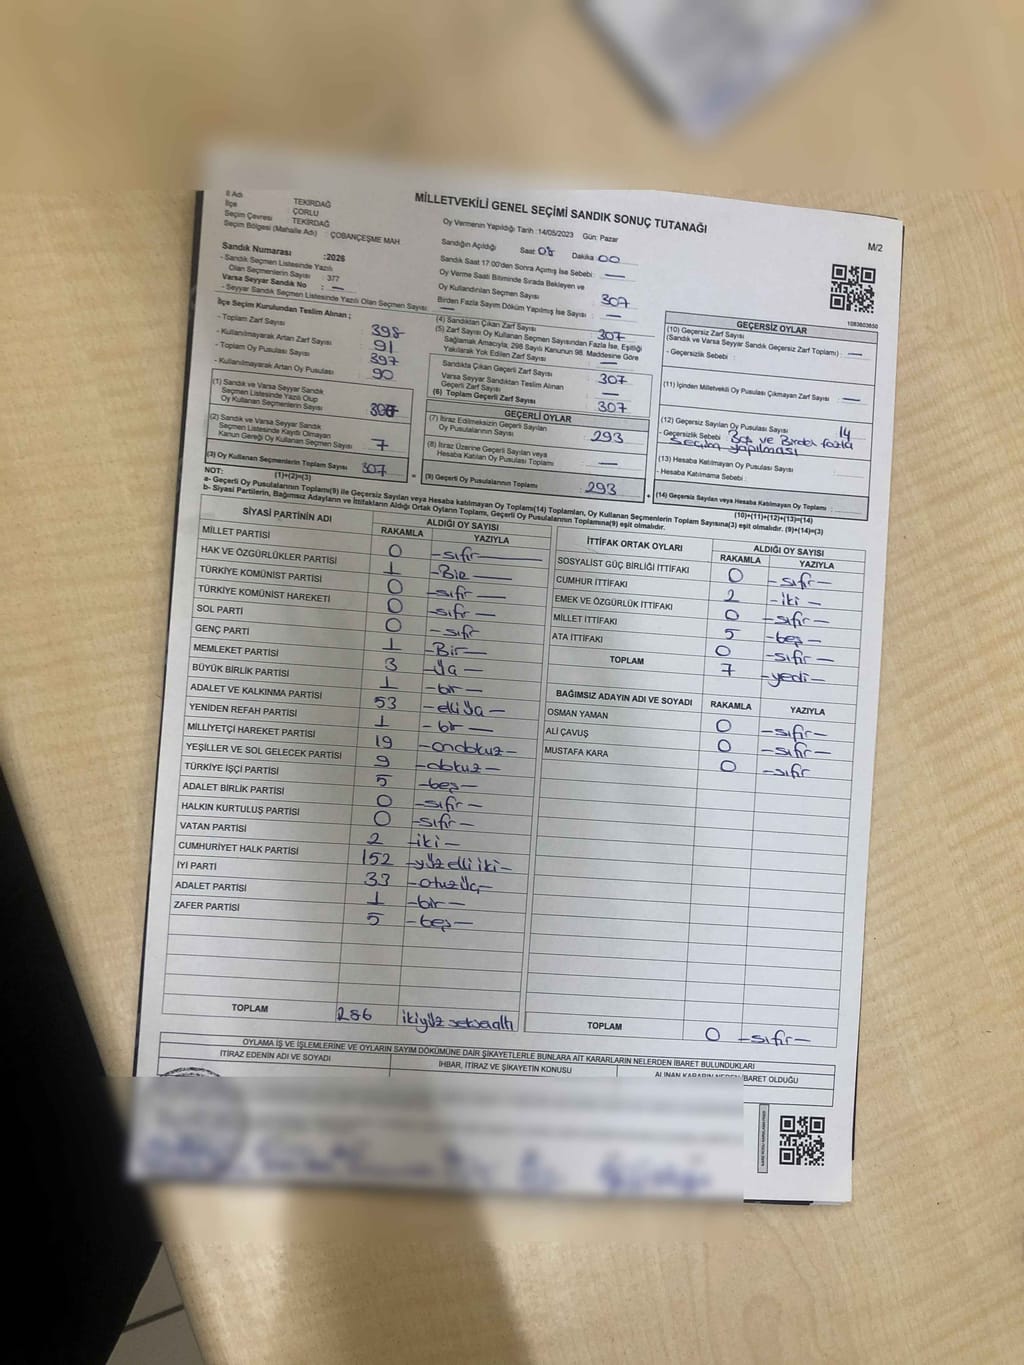 MİLLETVEKİLİ GENEL SEÇİMİ SANDIK SONUÇ TUTANAĞI
M/2
İl Adı TEKİRDAĞ
İlçe ÇORLU
Seçim Çevresi TEKİRDAĞ
Seçim Bölgesi (Mahalle Adı) : ÇOBANÇEŞME MAH
Sandık Numarası :2026
- Sandık Seçmen Listesinde Yazılı
Olan Seçmenlerin Sayısı : 377
Varsa Seyyar Sandık No : —
- Seyyar Sandık Seçmen Listesinde Yazılı Olan Seçmen Sayısı: —
Oy Vermenin Yapıldığı Tarih :14/05/2023 Gün: Pazar
Sandığın Açıldığı Saat 08 Dakika 00
Sandık Saat 17:00'den Sonra Açımış İse Sebebi : —
Oy Verme Saati Bitiminde Sırada Bekleyen ve
Oy Kullandırılan Seçmen Sayısı 307
Birden Fazla Sayım Döküm Yapılmış İse Sayısı : —
İlçe Seçim Kurulundan Teslim Alınan ;
- Toplam Zarf Sayısı : 398
- Kullanılmayarak Artan Zarf Sayısı : 91
- Toplam Oy Pusulası Sayısı : 397
- Kullanılmayarak Artan Oy Pusulası : 90
(1) Sandık ve Varsa Seyyar Sandık
Seçmen Listesinde Yazılı Olup
Oy Kullanan Seçmenlerin Sayısı :
(2) Sandık ve Varsa Seyyar Sandık
Seçmen Listesinde Kayıtlı Olmayan
Kanun Gereği Oy Kullanan Seçmen Sayısı : 7
(3) Oy Kullanan Seçmenlerin Toplam Sayısı 307
(1)+(2)=(3)
(4) Sandıktan Çıkan Zarf Sayısı 307
(5) Zarf Sayısı Oy Kullanan Seçmen Sayısından Fazla İse, Eşitliği
Sağlamak Amacıyla, 298 Sayılı Kanunun 98. Maddesine Göre
Yakılarak Yok Edilen Zarf Sayısı : —
Sandıkta Çıkan Geçerli Zarf Sayısı : 307
Varsa Seyyar Sandıktan Teslim Alınan
Geçerli Zarf Sayısı : —
(6) Toplam Geçerli Zarf Sayısı : 307
GEÇERLİ OYLAR
(7) İtiraz Edilmeksizin Geçerli Sayılan
Oy Pusulalarının Sayısı : 293
(8) İtiraz Üzerine Geçerli Sayılan veya
Hesaba Katılan Oy Pusulası Toplamı : —
(9) Geçerli Oy Pusulalarının Toplamı : 293
1083603650
GEÇERSİZ OYLAR
(10) Geçersiz Zarf Sayısı
(Sandık ve Varsa Seyyar Sandık Geçersiz Zarf Toplamı) : —
- Geçersizlik Sebebi :
(11) İçinden Milletvekili Oy Pusulası Çıkmayan Zarf Sayısı : —
(12) Geçersiz Sayılan Oy Pusulası Sayısı : 14
- Geçersizlik Sebebi : Boş ve Birden fazla
seçim yapılması
(13) Hesaba Katılmayan Oy Pusulası Sayısı :
- Hesaba Katılmama Sebebi :
(14) Geçersiz Sayılan veya Hesaba Katılmayan Oy Toplamı :
(10)+(11)+(12)+(13)=(14)
NOT:
a- Geçerli Oy Pusulalarının Toplamı(9) ile Geçersiz Sayılan veya Hesaba katılmayan Oy Toplamı(14) Toplamları, Oy Kullanan Seçmenlerin Toplam Sayısına(3) eşit olmalıdır. (9)+(14)=(3)
b- Siyasi Partilerin, Bağımsız Adayların ve İttifakların Aldığı Ortak Oyların Toplamı, Geçerli Oy Pusulalarının Toplamına(9) eşit olmalıdır.
SİYASİ PARTİNİN ADI ALDIĞI OY SAYISI
RAKAMLA YAZIYLA
MİLLET PARTİSİ 0 -sıfır—
HAK VE ÖZGÜRLÜKLER PARTİSİ 1 -Bir—
TÜRKİYE KOMÜNİST PARTİSİ 0 -sıfır—
TÜRKİYE KOMÜNİST HAREKETİ 0 -sıfır—
SOL PARTİ 0 -sıfır
GENÇ PARTİ 1 -Bir—
MEMLEKET PARTİSİ 3 -Üç—
BÜYÜK BİRLİK PARTİSİ 1 -bir—
ADALET VE KALKINMA PARTİSİ 53 -elliüç—
YENİDEN REFAH PARTİSİ 1 -bir—
MİLLİYETÇİ HAREKET PARTİSİ 19 -ondokuz-
YEŞİLLER VE SOL GELECEK PARTİSİ 9 -dokuz-
TÜRKİYE İŞÇİ PARTİSİ 5 -beş—
ADALET BİRLİK PARTİSİ 0 -sıfır—
HALKIN KURTULUŞ PARTİSİ 0 -sıfır—
VATAN PARTİSİ 2 -iki—
CUMHURİYET HALK PARTİSİ 152 -yüzelliiki-
İYİ PARTİ 33 -otuzüç-
ADALET PARTİSİ 1 -bir—
ZAFER PARTİSİ 5 -beş—
TOPLAM 286 ikiyüz seksenaltı
İTTİFAK ORTAK OYLARI ALDIĞI OY SAYISI
RAKAMLA YAZIYLA
SOSYALİST GÜÇ BİRLİĞİ İTTİFAKI 0 -sıfır—
CUMHUR İTTİFAKI 2 -iki—
EMEK VE ÖZGÜRLÜK İTTİFAKI 0 -sıfır—
MİLLET İTTİFAKI 5 -beş—
ATA İTTİFAKI 0 -sıfır—
TOPLAM 7 -yedi—
BAĞIMSIZ ADAYIN ADI VE SOYADI RAKAMLA YAZIYLA
OSMAN YAMAN 0 -sıfır—
ALİ ÇAVUŞ 0 -sıfır—
MUSTAFA KARA 0 -sıfır
TOPLAM 0 -sıfır—
OYLAMA İŞ VE İŞLEMLERİNE VE OYLARIN SAYIM DÖKÜMÜNE DAİR ŞİKAYETLERLE BUNLARA AİT KARARLARIN NELERDEN İBARET BULUNDUKLARI
İTİRAZ EDENİN ADI VE SOYADI İHBAR, İTİRAZ VE ŞİKAYETİN KONUSU ALINAN KARARIN NEDEN İBARET OLDUĞU